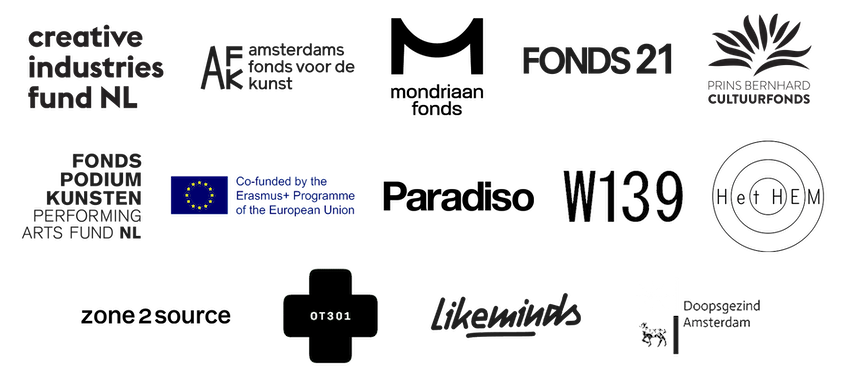 creative
industries
fund NL
AFK
amsterdams
fonds voor de
kunst
mondriaan
fonds
FONDS 21
PRINS BERNHARD
CULTUURFONDS
FONDS
PODIUM
KUNSTEN
PERFORMING
ARTS FUND NL
Co-funded by the
Erasmus+ Programme
of the European Union
Paradiso
W139
Het HEM
zone2source
OT301
Likeminds
Doopsgezind
Amsterdam